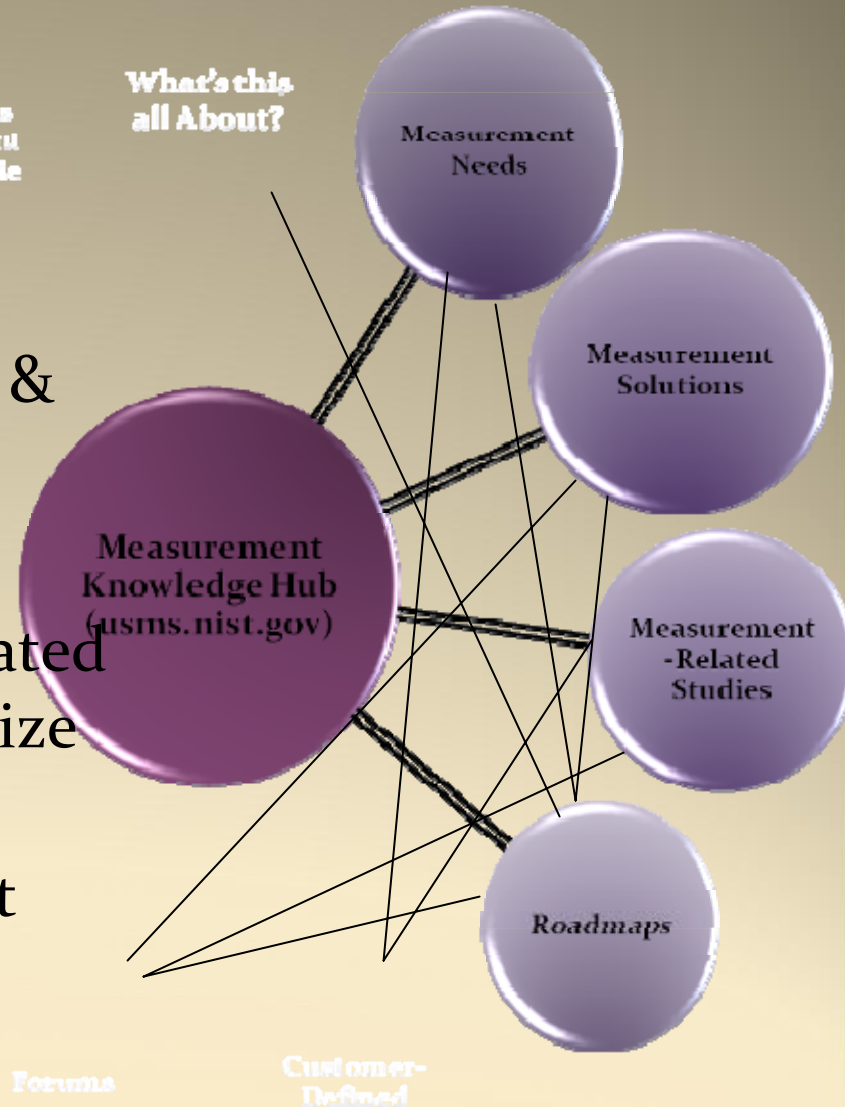 What's this
all About?
Measurement
Needs
Measurement
Solutions
&
Measurement
Knowledge Hub
(usms.nist.gov)
ated
ize
t
Measurement
-Related
Studies
Roadmaps
Forums
Customer-
Defined